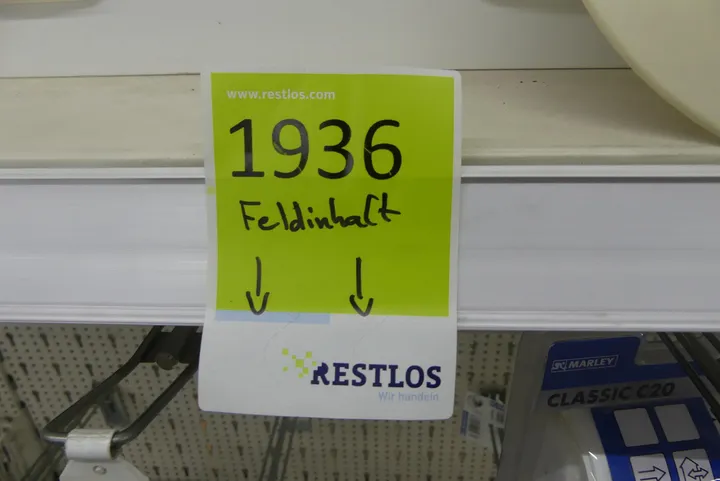 www.restlos.com
1936
Feldinhalt
RESTLOS
Wir handeln
MARLEY
CLASSIC C20